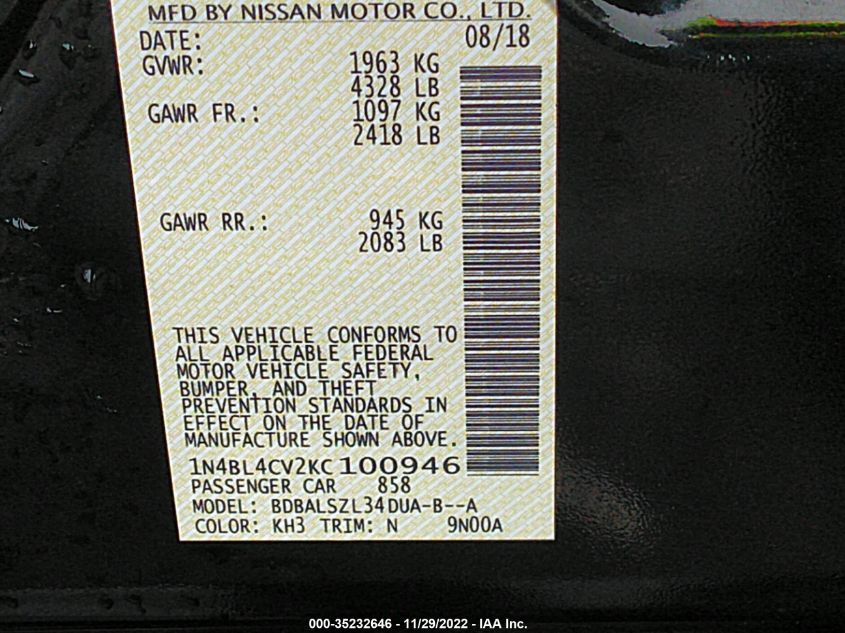 MFD BY NISSAN MOTOR CO., LTD.
DATE: 08/18
GVWR: 1963 KG
4328 LB
GAWR FR.: 1097 KG
2418 LB
GAWR RR.: 945 KG
2083 LB
THIS VEHICLE CONFORMS TO
ALL APPLICABLE FEDERAL
MOTOR VEHICLE SAFETY,
BUMPER, AND THEFT
PREVENTION STANDARDS IN
EFFECT ON THE DATE OF
MANUFACTURE SHOWN ABOVE.
1N4BL4CV2KC100946
PASSENGER CAR 858
MODEL: BDBALSZL34DUA-B--A
COLOR: KH3 TRIM: N 9N00A
000-35232646 - 11/29/2022 - IAA Inc.